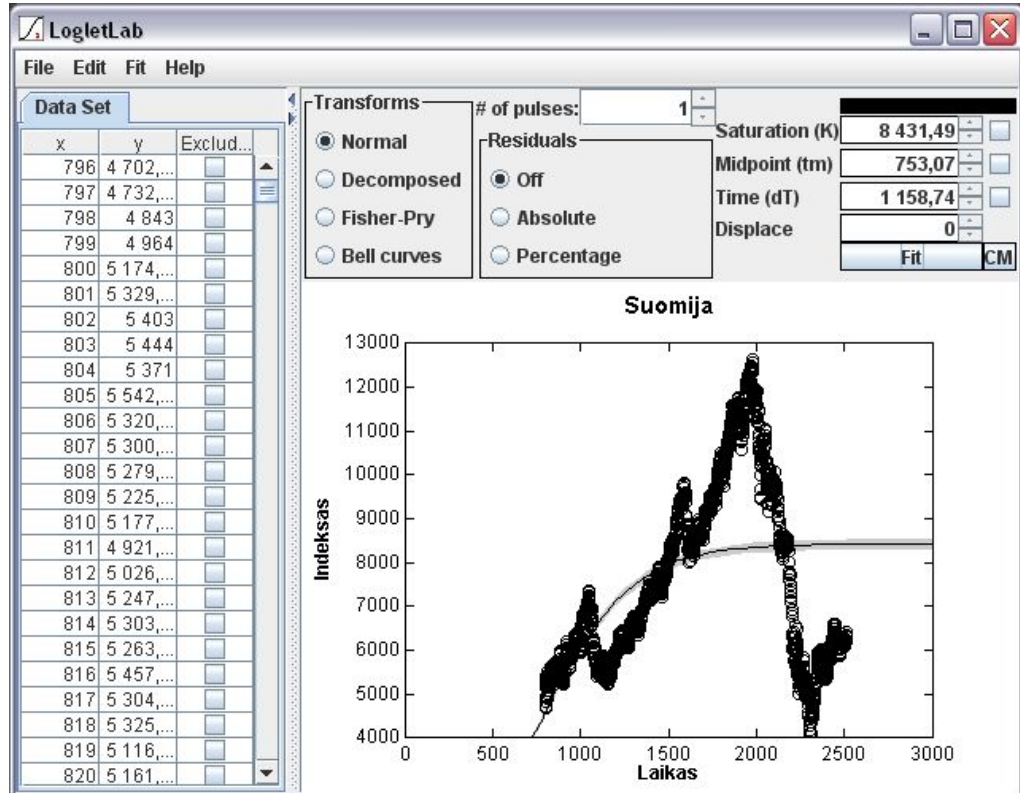 LogletLab
File Edit Fit Help
Data Set
x y Exclud...
796 4 702,...
797 4 732,...
798 4 843
799 4 964
800 5 174,...
801 5 329,...
802 5 403
803 5 444
804 5 371
805 5 542,...
806 5 320,...
807 5 300,...
808 5 279,...
809 5 225,...
810 5 177,...
811 4 921,...
812 5 026,...
813 5 247,...
814 5 303,...
815 5 263,...
816 5 457,...
817 5 304,...
818 5 325,...
819 5 116,...
820 5 161,...
Transforms
Normal
Decomposed
Fisher-Pry
Bell curves
# of pulses: 1
Residuals
Off
Absolute
Percentage
Saturation (K) 8 431,49
Midpoint (tm) 753,07
Time (dT) 1 158,74
Displace 0
Fit CM
Suomija
13000
12000
11000
10000
9000
8000
7000
6000
5000
4000
Indeksas
0 500 1000 1500 2000 2500 3000
Laikas